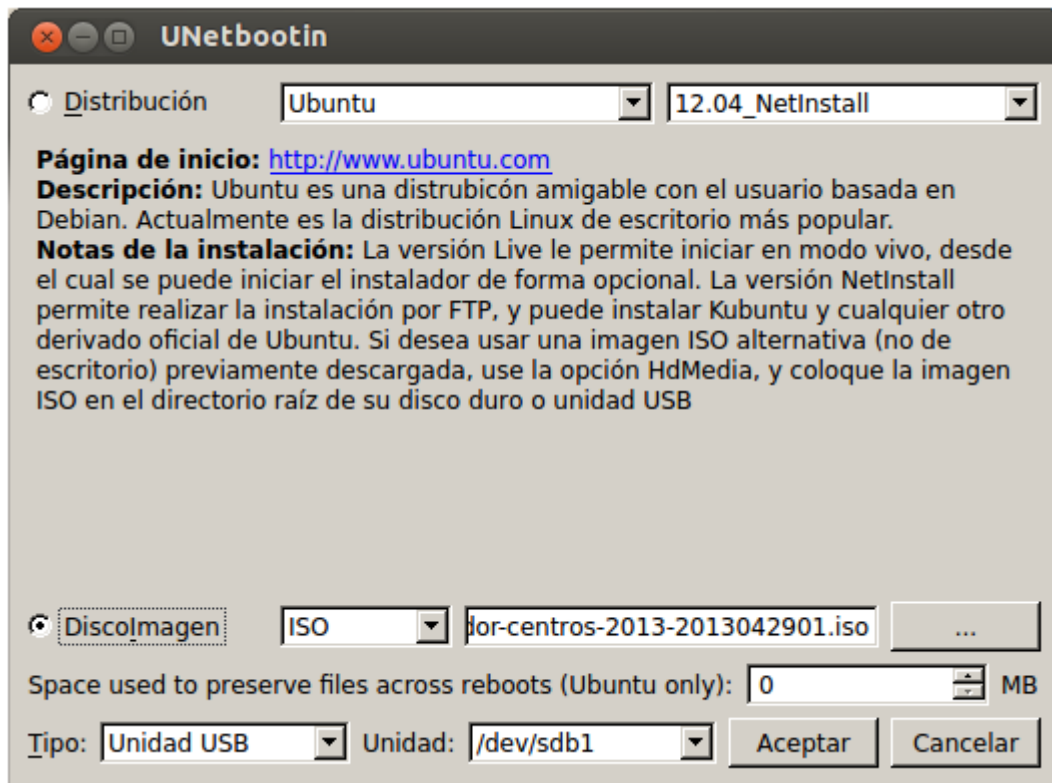 UNetbootin
Distribución Ubuntu 12.04_NetInstall
Página de inicio: http://www.ubuntu.com
Descripción: Ubuntu es una distrubicón amigable con el usuario basada en
Debian. Actualmente es la distribución Linux de escritorio más popular.
Notas de la instalación: La versión Live le permite iniciar en modo vivo, desde
el cual se puede iniciar el instalador de forma opcional. La versión NetInstall
permite realizar la instalación por FTP, y puede instalar Kubuntu y cualquier otro
derivado oficial de Ubuntu. Si desea usar una imagen ISO alternativa (no de
escritorio) previamente descargada, use la opción HdMedia, y coloque la imagen
ISO en el directorio raíz de su disco duro o unidad USB
DiscoImagen ISO dor-centros-2013-2013042901.iso ...
Space used to preserve files across reboots (Ubuntu only): 0 MB
Tipo: Unidad USB Unidad: /dev/sdb1 Aceptar Cancelar